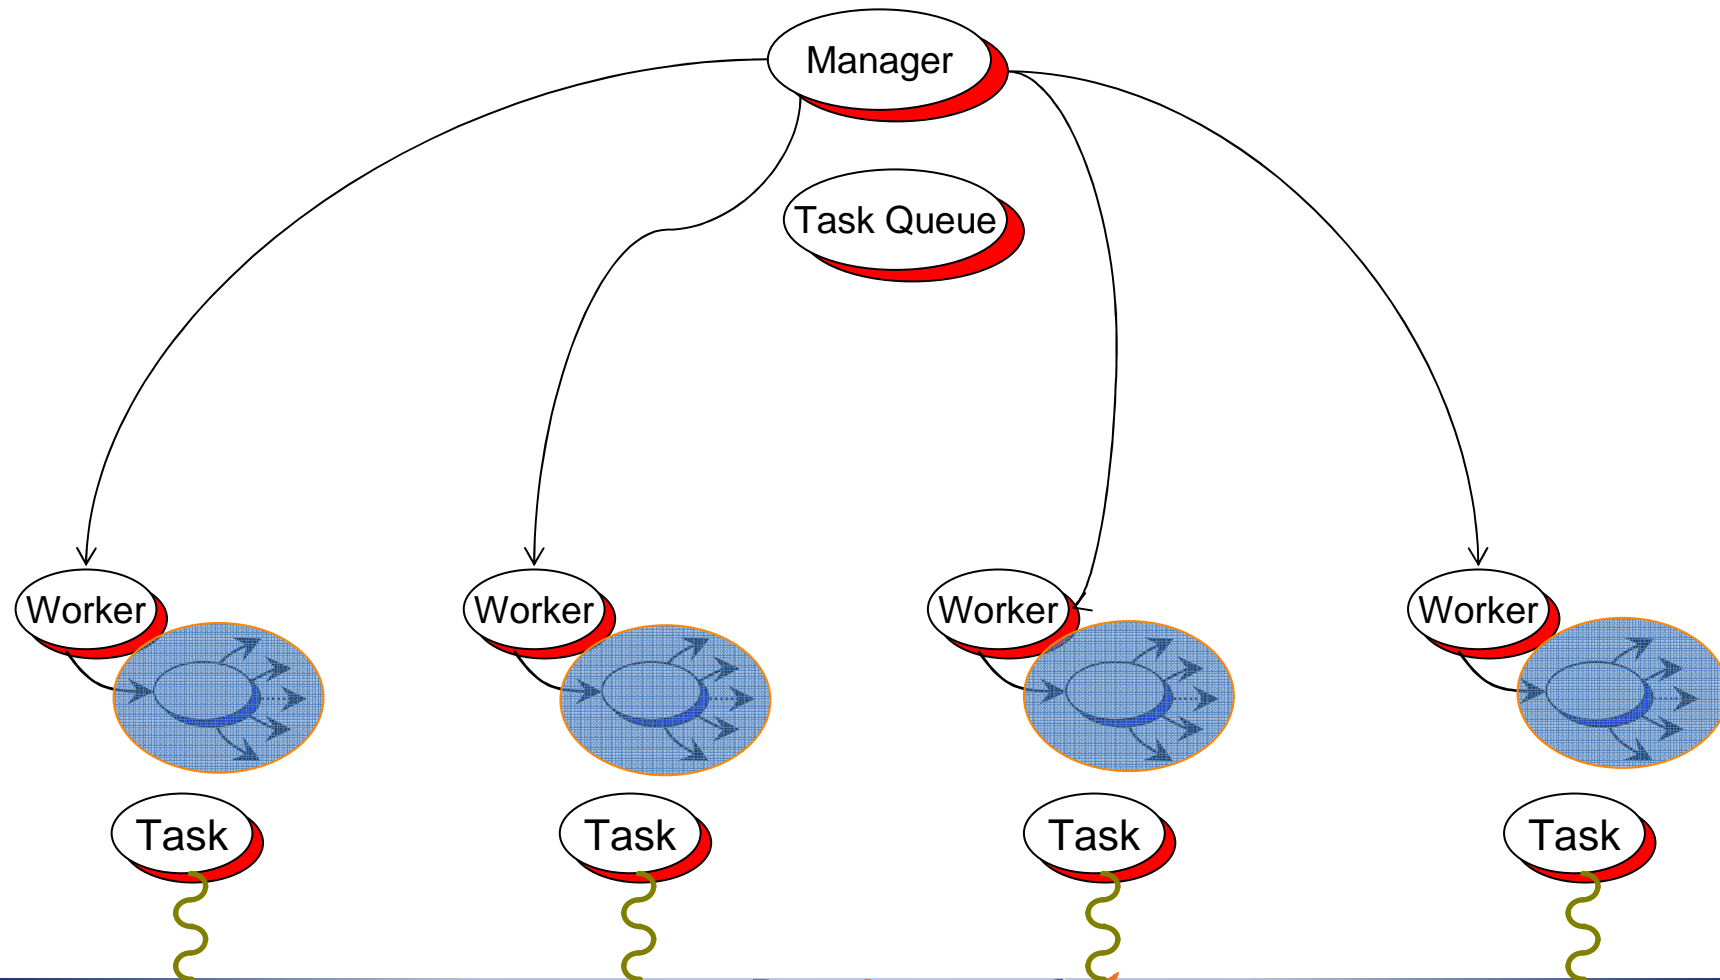 Manager
Task Queue
Worker
Worker
Worker
Worker
Task
Task
Task
Task